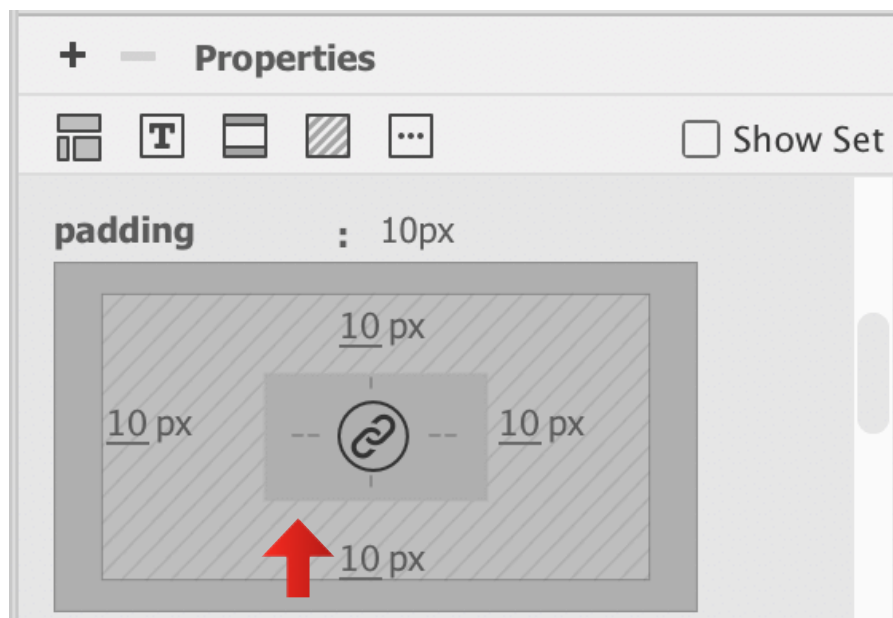 + — Properties
T ... Show Set
padding : 10px
10 px
10 px 10 px
10 px